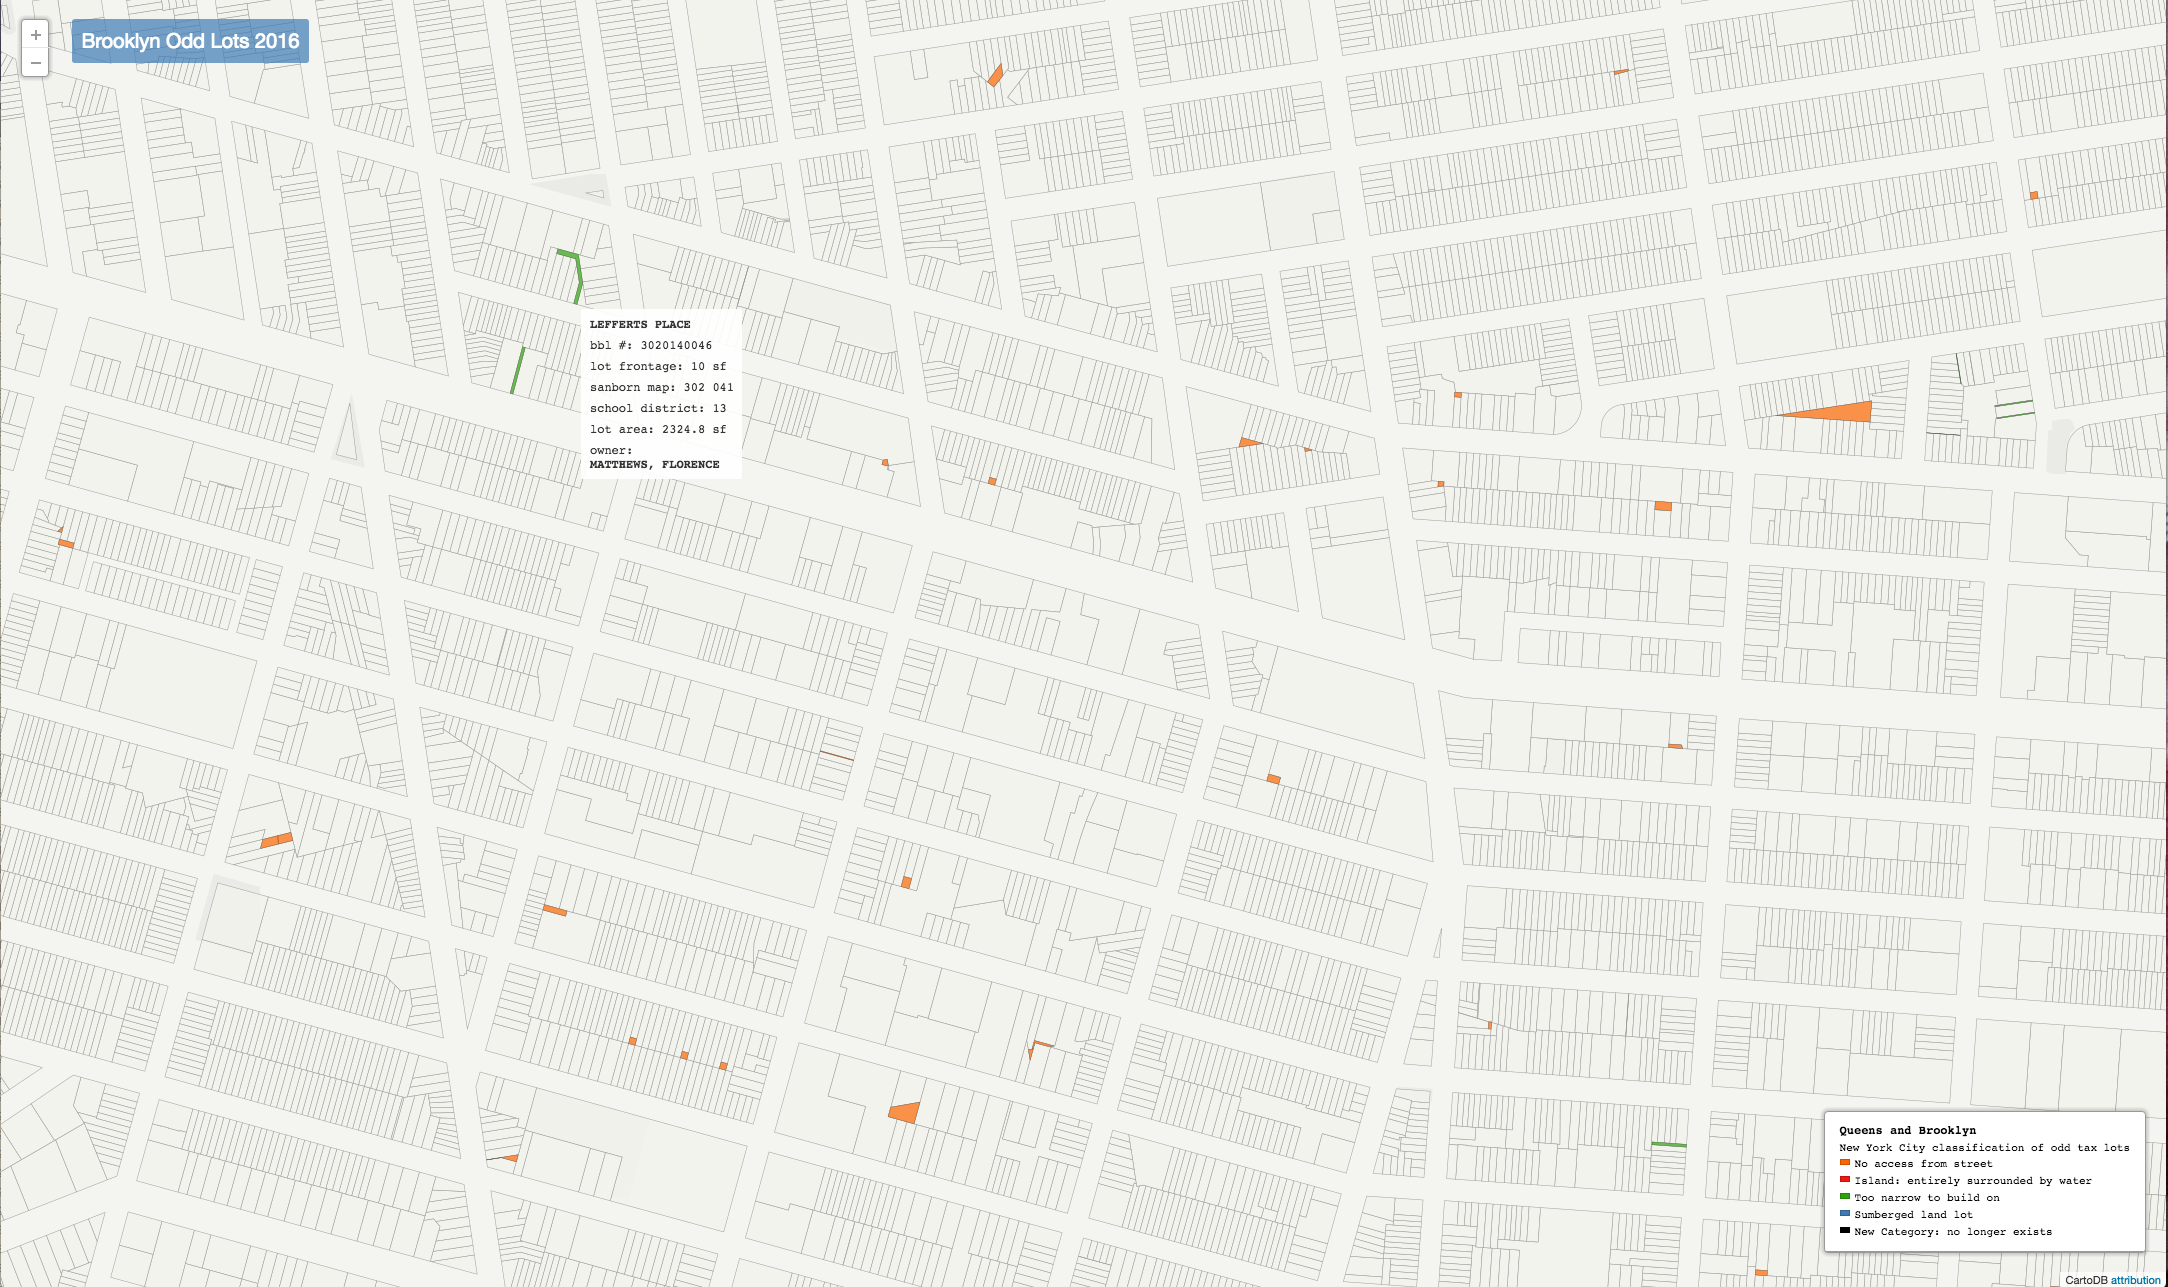 +
−
Brooklyn Odd Lots 2016
LEFFERTS PLACE
bbl #: 3020140046
lot frontage: 10 sf
sanborn map: 302 041
school district: 13
lot area: 2324.8 sf
owner:
MATTHEWS, FLORENCE
Queens and Brooklyn
New York City classification of odd tax lots
No access from street
Island: entirely surrounded by water
Too narrow to build on
Sumberged land lot
New Category: no longer exists
CartoDB attribution